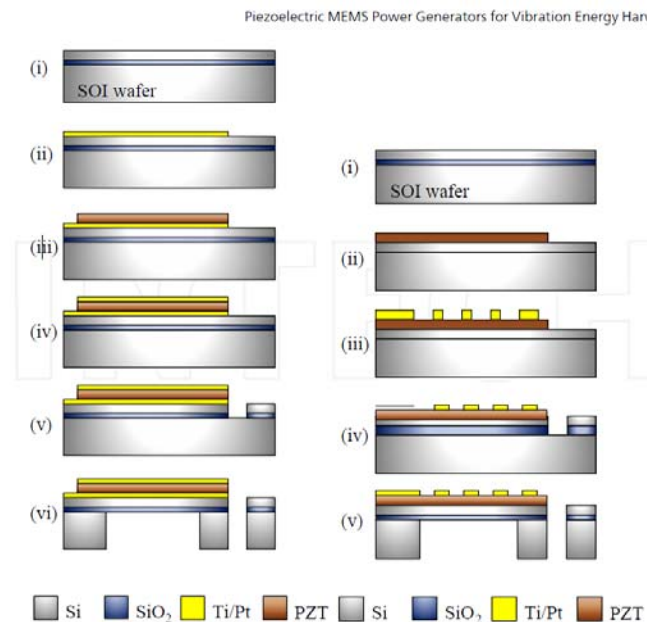 Piezoelectric MEMS Power Generators for Vibration Energy Har
(i)
SOI wafer
(ii)
(iii)
(iv)
(v)
(vi)
(i)
SOI wafer
(ii)
(iii)
(iv)
(v)
Si SiO2 Ti/Pt PZT Si SiO2 Ti/Pt PZT